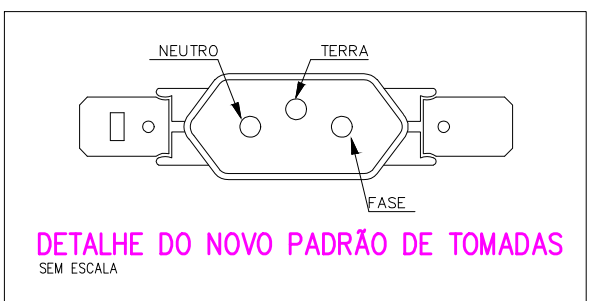 NEUTRO
TERRA
FASE
DETALHE DO NOVO PADRÃO DE TOMADAS
SEM ESCALA